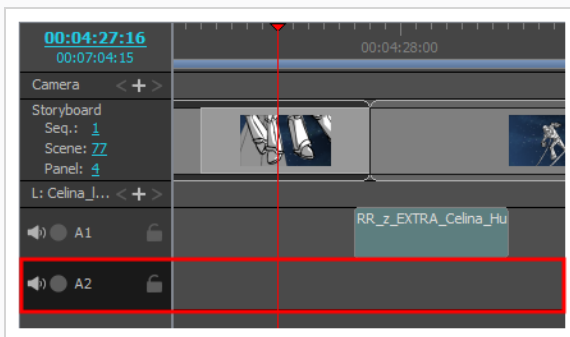 00:04:27:16
00:07:04:15
00:04:28:00
Camera < + >
Storyboard
Seq.: 1
Scene: 77
Panel: 4
L: Celina_l... < + >
A1
RR_z_EXTRA_Celina_Hu
A2